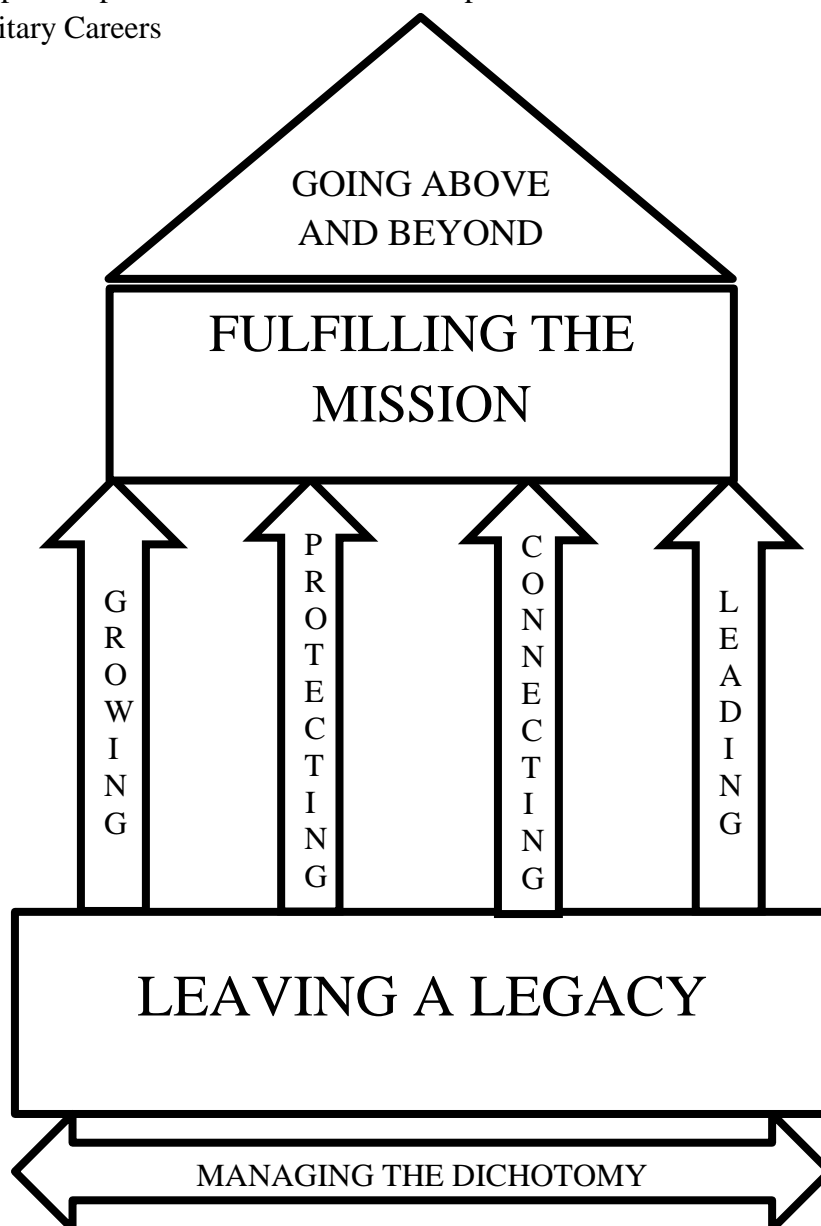 itary Careers
GOING ABOVE
AND BEYOND
FULFILLING THE
MISSION
GROWING
PROTECTING
CONNECTING
LEADING
LEAVING A LEGACY
MANAGING THE DICHOTOMY